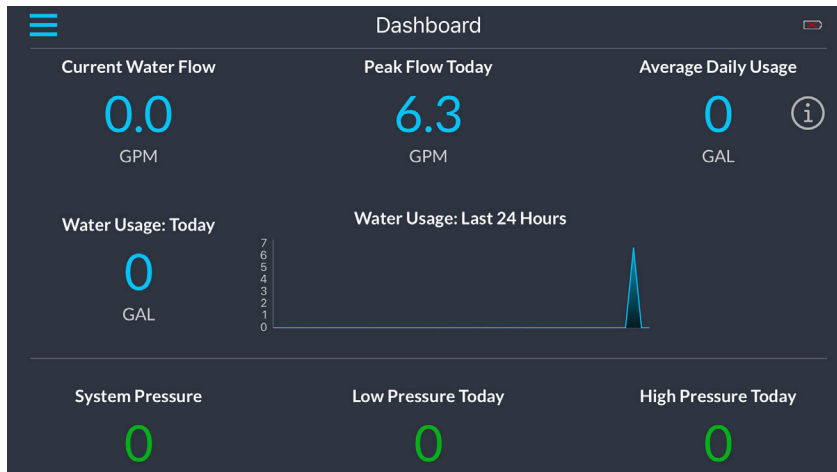 Dashboard
Current Water Flow
Peak Flow Today
Average Daily Usage
0.0
6.3
0
i
GPM
GPM
GAL
Water Usage: Today
Water Usage: Last 24 Hours
0
GAL
7
6
5
4
3
2
1
0
System Pressure
Low Pressure Today
High Pressure Today
0
0
0